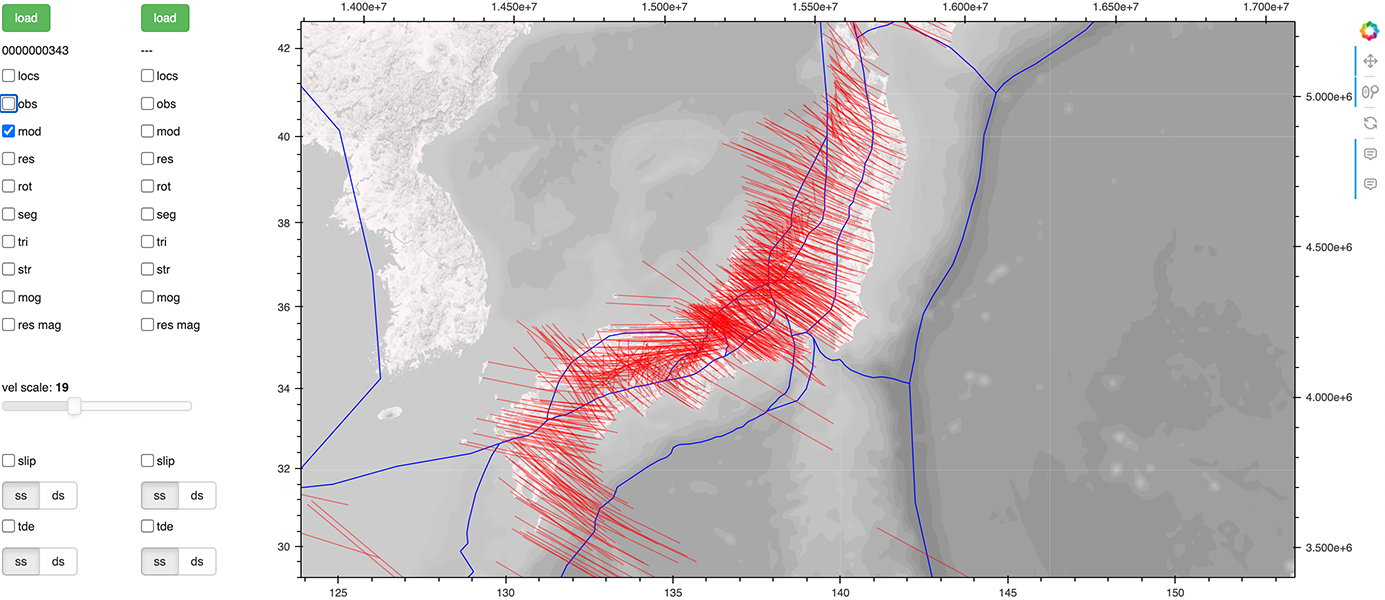 load load
0000000343 ---
locs locs
obs obs
mod mod
res res
rot rot
seg seg
tri tri
str str
mog mog
res mag res mag
vel scale: 19
slip slip
ss ds ss ds
tde tde
ss ds ss ds
1.400e+7 1.450e+7 1.500e+7 1.550e+7 1.600e+7 1.650e+7 1.700e+7
42
40
38
36
34
32
30
5.000e+6
4.500e+6
4.000e+6
3.500e+6
125 130 135 140 145 150